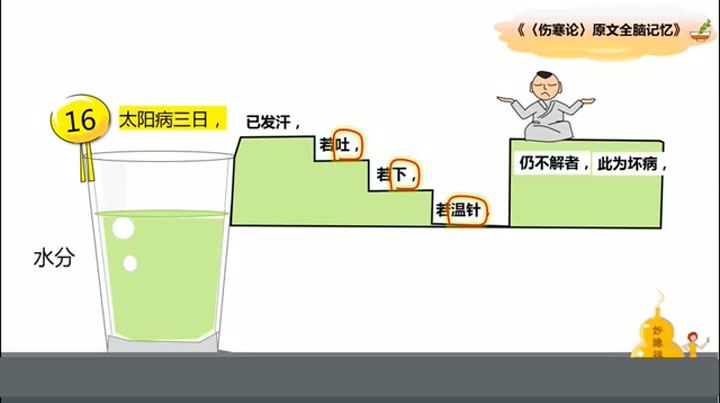 《〈伤寒论〉原文全脑记忆》
16
太阳病三日，
已发汗，
若吐，
若下，
若温针，
仍不解者，此为坏病，
水分